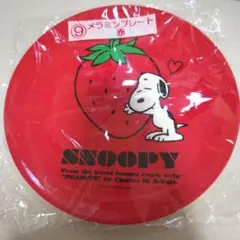 ⑨メラミンプレート
赤
SNOOPY
From the world famous comic strip
"PEANUTS" by Charles M. Schulz.